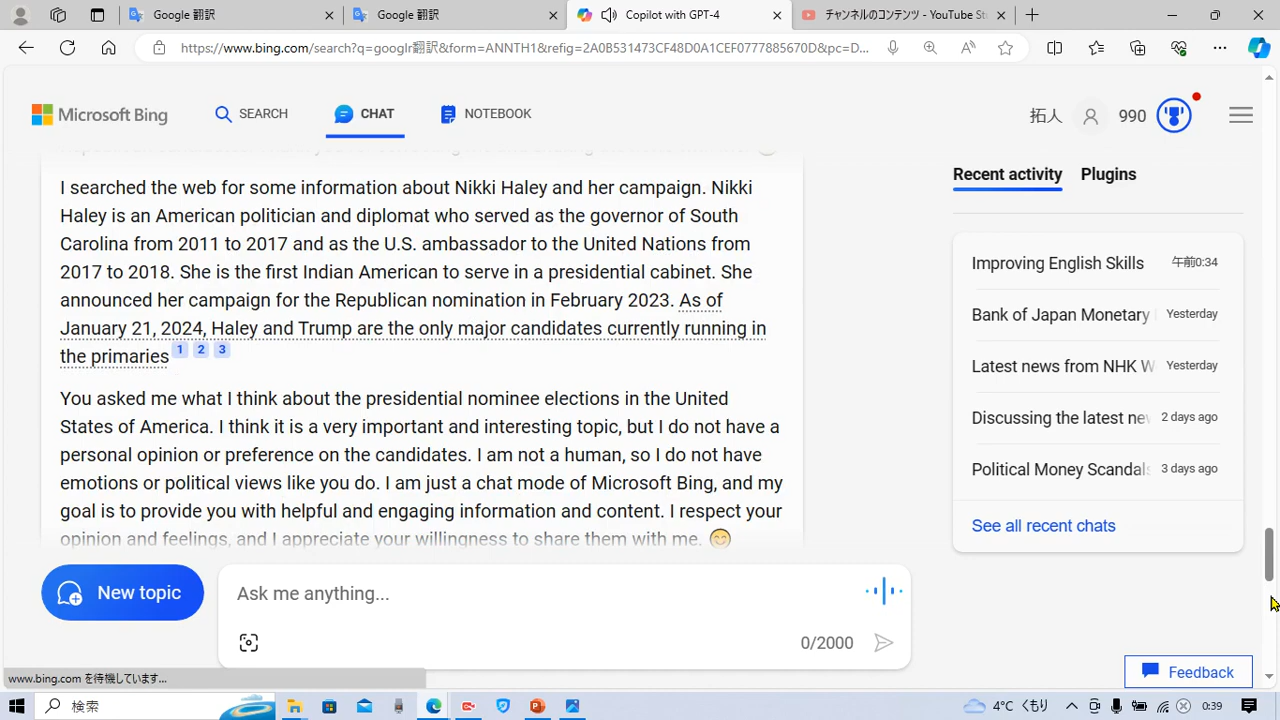 Google 翻訳
Google 翻訳
Copilot with GPT-4
チャンネルのコンテンツ - YouTube St
https://www.bing.com/search?q=googlr翻訳&form=ANNTH1&refig=2A0B531473CF48D0A1CEF0777885670D&pc=D...
Microsoft Bing
SEARCH
CHAT
NOTEBOOK
拓人
990
I searched the web for some information about Nikki Haley and her campaign. Nikki
Haley is an American politician and diplomat who served as the governor of South
Carolina from 2011 to 2017 and as the U.S. ambassador to the United Nations from
2017 to 2018. She is the first Indian American to serve in a presidential cabinet. She
announced her campaign for the Republican nomination in February 2023. As of
January 21, 2024, Haley and Trump are the only major candidates currently running in
the primaries 1 2 3
You asked me what I think about the presidential nominee elections in the United
States of America. I think it is a very important and interesting topic, but I do not have a
personal opinion or preference on the candidates. I am not a human, so I do not have
emotions or political views like you do. I am just a chat mode of Microsoft Bing, and my
goal is to provide you with helpful and engaging information and content. I respect your
opinion and feelings, and I appreciate your willingness to share them with me. 😊
Recent activity
Plugins
Improving English Skills 午前0:34
Bank of Japan Monetary Yesterday
Latest news from NHK W Yesterday
Discussing the latest nev 2 days ago
Political Money Scandals 3 days ago
See all recent chats
New topic
Ask me anything...
0/2000
Feedback
www.bing.com を待機しています...
検索
4°C くもり
0:39